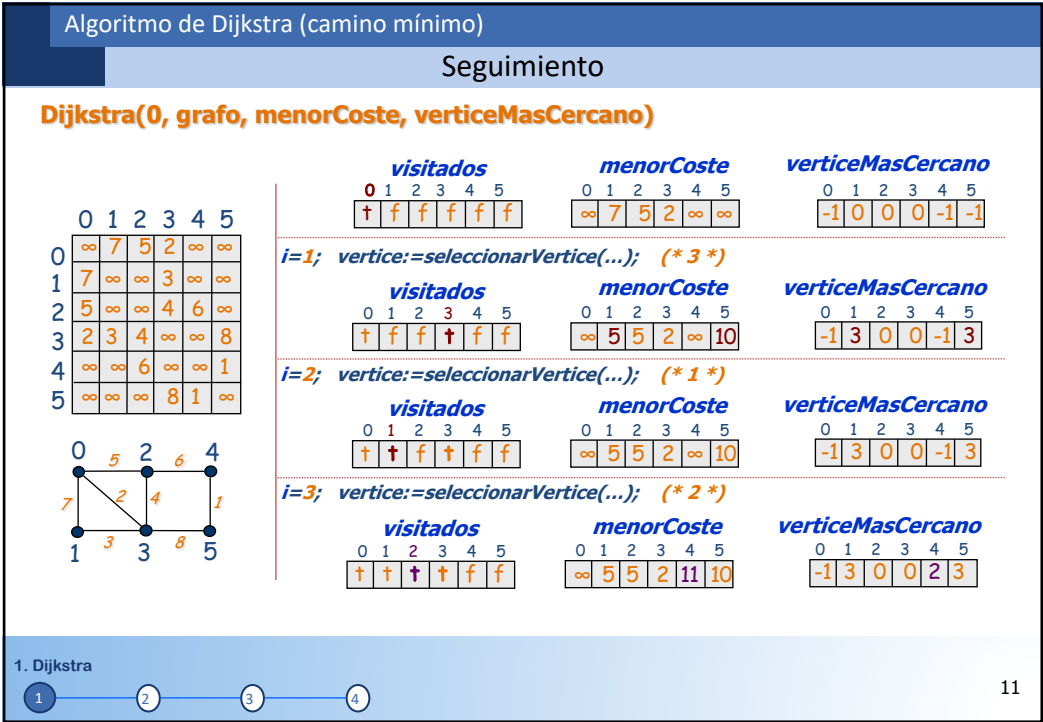 Algoritmo de Dijkstra (camino mínimo)
Seguimiento
Dijkstra(0, grafo, menorCoste, verticeMasCercano)
0 1 2 3 4 5
0 ∞ 7 5 2 ∞ ∞
1 7 ∞ ∞ 3 ∞ ∞
2 5 ∞ ∞ 4 6 ∞
3 2 3 4 ∞ ∞ 8
4 ∞ ∞ 6 ∞ ∞ 1
5 ∞ ∞ ∞ 8 1 ∞
0 5 2 6 4
7 2 4 1
1 3 3 8 5
visitados menorCoste verticeMasCercano
0 1 2 3 4 5 0 1 2 3 4 5 0 1 2 3 4 5
t f f f f f ∞ 7 5 2 ∞ ∞ -1 0 0 0 -1 -1
i=1; vertice:=seleccionarVertice(...); (* 3 *)
visitados menorCoste verticeMasCercano
0 1 2 3 4 5 0 1 2 3 4 5 0 1 2 3 4 5
t f f t f f ∞ 5 5 2 ∞ 10 -1 3 0 0 -1 3
i=2; vertice:=seleccionarVertice(...); (* 1 *)
visitados menorCoste verticeMasCercano
0 1 2 3 4 5 0 1 2 3 4 5 0 1 2 3 4 5
t t f t f f ∞ 5 5 2 ∞ 10 -1 3 0 0 -1 3
i=3; vertice:=seleccionarVertice(...); (* 2 *)
visitados menorCoste verticeMasCercano
0 1 2 3 4 5 0 1 2 3 4 5 0 1 2 3 4 5
t t t t f f ∞ 5 5 2 11 10 -1 3 0 0 2 3
1. Dijkstra
1 2 3 4
11